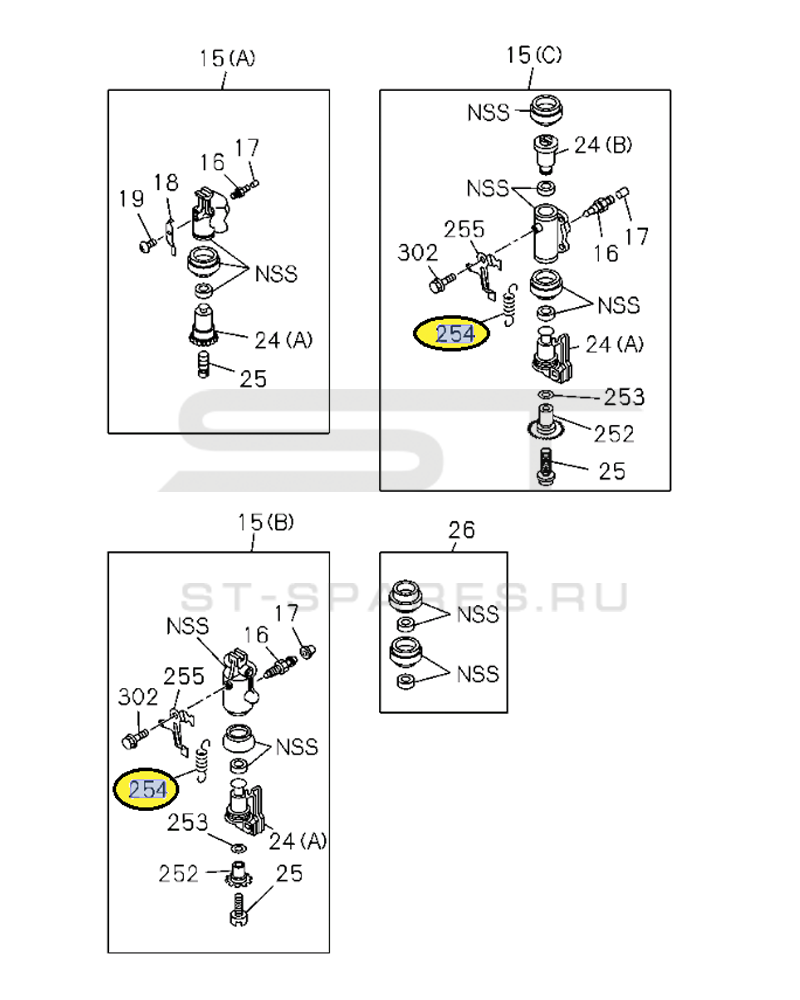 15(A)
17
16
18
19
NSS
24(A)
25
15(C)
NSS
24(B)
NSS
17
16
255
302
NSS
254
24(A)
253
252
25
15(B)
17
16
NSS
255
302
NSS
254
253
24(A)
252
25
26
NSS
NSS
ST
ST-SPARES.RU